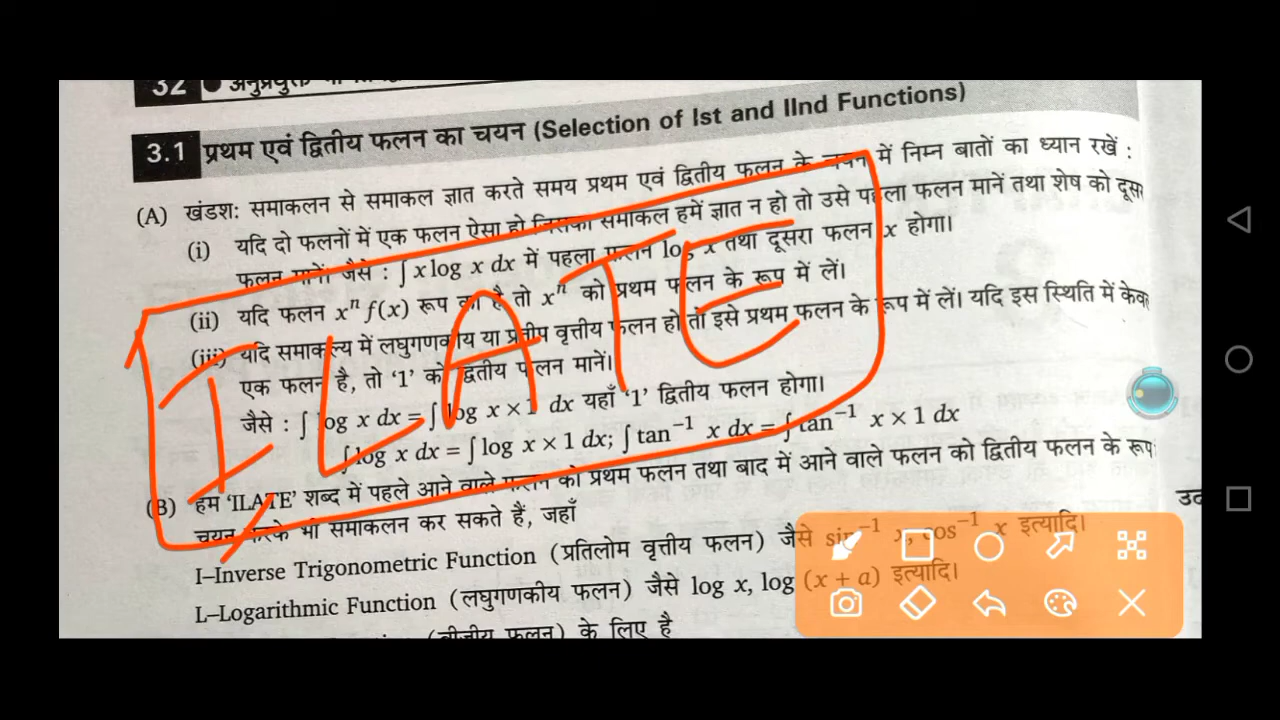 32 ● अनुप्रयुक्त
3.1 प्रथम एवं द्वितीय फलन का चयन (Selection of Ist and IInd Functions)
(A) खंडश: समाकलन से समाकल ज्ञात करते समय प्रथम एवं द्वितीय फलन के चयन में निम्न बातों का ध्यान रखें :
(i) यदि दो फलनों में एक फलन ऐसा हो जिसका समाकल हमें ज्ञात न हो तो उसे पहला फलन मानें तथा शेष को दूसरा
फलन मानें। जैसे : ∫ x log x dx में पहला फलन log x तथा दूसरा फलन x होगा।
(ii) यदि फलन xⁿ f(x) रूप का है तो xⁿ को प्रथम फलन के रूप में लें।
(iii) यदि समाकल्य में लघुगणकीय या प्रतीप वृत्तीय फलन हो तो इसे प्रथम फलन के रूप में लें। यदि इस स्थिति में केवल
एक फलन है, तो ‘1’ को द्वितीय फलन मानें।
जैसे : ∫ log x dx = ∫ log x × 1 dx यहाँ ‘1’ द्वितीय फलन होगा।
∫ log x dx = ∫ log x × 1 dx; ∫ tan⁻¹ x dx = ∫ tan⁻¹ x × 1 dx
(B) हम ‘ILATE’ शब्द में पहले आने वाले फलन को प्रथम फलन तथा बाद में आने वाले फलन को द्वितीय फलन के रूप
चयन करके भी समाकलन कर सकते हैं, जहाँ
I–Inverse Trigonometric Function (प्रतिलोम वृत्तीय फलन) जैसे sin⁻¹ x, cos⁻¹ x इत्यादि।
L–Logarithmic Function (लघुगणकीय फलन) जैसे log x, log (x + a) इत्यादि।
(बीजीय फलन) के लिए है
ILATE